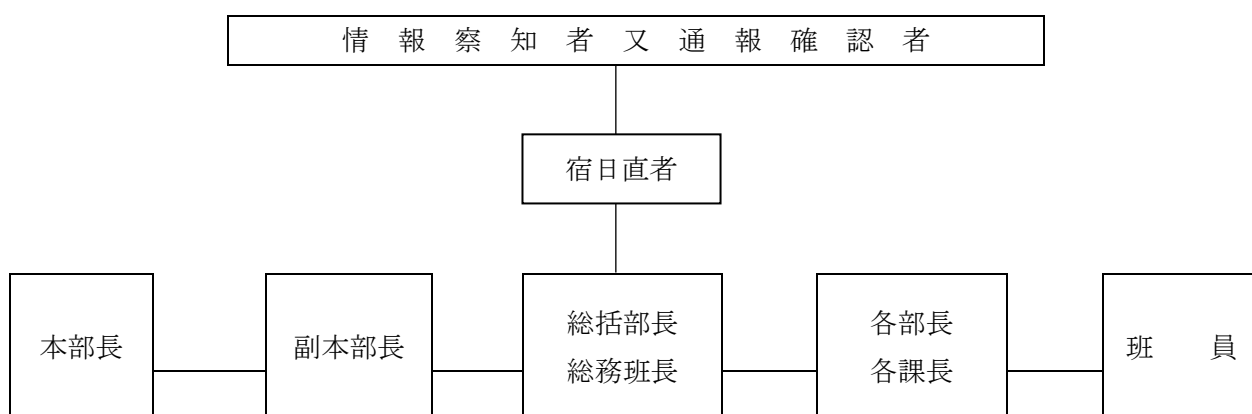 情報察知者又通報確認者
宿日直者
本部長
副本部長
総括部長
総務班長
各部長
各課長
班　員